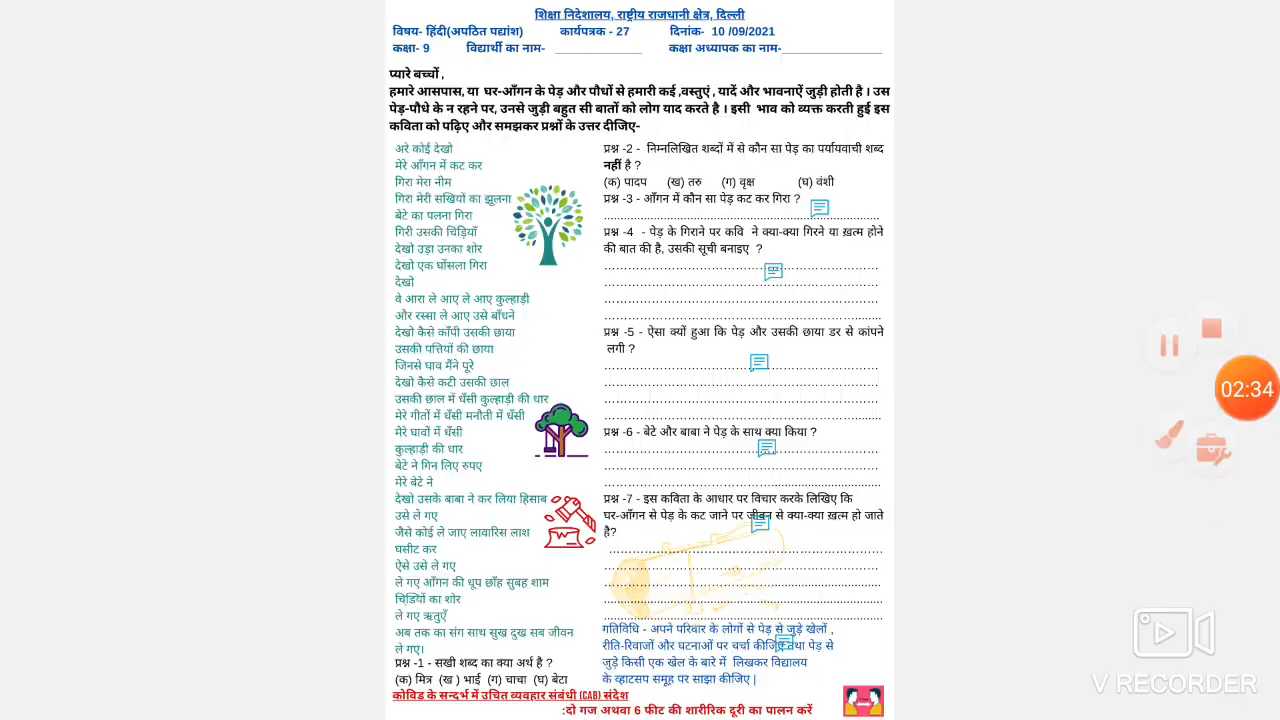 शिक्षा निदेशालय, राष्ट्रीय राजधानी क्षेत्र, दिल्ली
विषय- हिंदी(अपठित पद्यांश) कार्यपत्रक - 27 दिनांक- 10 /09/2021
कक्षा- 9 विद्यार्थी का नाम- कक्षा अध्यापक का नाम-
प्यारे बच्चों ,
हमारे आसपास, या घर-आँगन के पेड़ और पौधों से हमारी कई ,वस्तुएं , यादें और भावनाऐं जुड़ी होती है । उस
पेड़-पौधे के न रहने पर, उनसे जुड़ी बहुत सी बातों को लोग याद करते है । इसी भाव को व्यक्त करती हुई इस
कविता को पढ़िए और समझकर प्रश्नों के उत्तर दीजिए-
अरे कोई देखो
मेरे आँगन में कट कर
गिरा मेरा नीम
गिरा मेरी सखियों का झूलना
बेटे का पलना गिरा
गिरी उसकी चिड़ियाँ
देखो उड़ा उनका शोर
देखो एक घोंसला गिरा
देखो
वे आरा ले आए ले आए कुल्हाड़ी
और रस्सा ले आए उसे बाँधने
देखो कैसे काँपी उसकी छाया
उसकी पत्तियों की छाया
जिनसे घाव मैंने पूरे
देखो कैसे कटी उसकी छाल
उसकी छाल में धँसी कुल्हाड़ी की धार
मेरे गीतों में धँसी मनौती में धँसी
मेरे घावों में धँसी
कुल्हाड़ी की धार
बेटे ने गिन लिए रुपए
मेरे बेटे ने
देखो उसके बाबा ने कर लिया हिसाब
उसे ले गए
जैसे कोई ले जाए लावारिस लाश
घसीट कर
ऐसे उसे ले गए
ले गए आँगन की धूप छाँह सुबह शाम
चिडियों का शोर
ले गए ऋतुएँ
अब तक का संग साथ सुख दुख सब जीवन
ले गए।
प्रश्न -1 - सखी शब्द का क्या अर्थ है ?
(क) मित्र (ख ) भाई (ग) चाचा (घ) बेटा
प्रश्न -2 - निम्नलिखित शब्दों में से कौन सा पेड़ का पर्यायवाची शब्द
नहीं है ?
(क) पादप (ख) तरु (ग) वृक्ष (घ) वंशी
प्रश्न -3 - आँगन में कौन सा पेड़ कट कर गिरा ?
प्रश्न -4 - पेड़ के गिराने पर कवि ने क्या-क्या गिरने या ख़त्म होने
की बात की है, उसकी सूची बनाइए ?
प्रश्न -5 - ऐसा क्यों हुआ कि पेड़ और उसकी छाया डर से कांपने
लगी ?
प्रश्न -6 - बेटे और बाबा ने पेड़ के साथ क्या किया ?
प्रश्न -7 - इस कविता के आधार पर विचार करके लिखिए कि
घर-आँगन से पेड़ के कट जाने पर जीवन से क्या-क्या ख़त्म हो जाते
है?
गतिविधि - अपने परिवार के लोगों से पेड़ से जुड़े खेलों ,
रीति-रिवाजों और घटनाओं पर चर्चा कीजिए तथा पेड़ से
जुड़े किसी एक खेल के बारे में लिखकर विद्यालय
के व्हाटसप समूह पर साझा कीजिए |
कोविड के सन्दर्भ में उचित व्यवहार संबंधी (CAB) संदेश
:दो गज अथवा 6 फीट की शारीरिक दूरी का पालन करें
02:34
V RECORDER